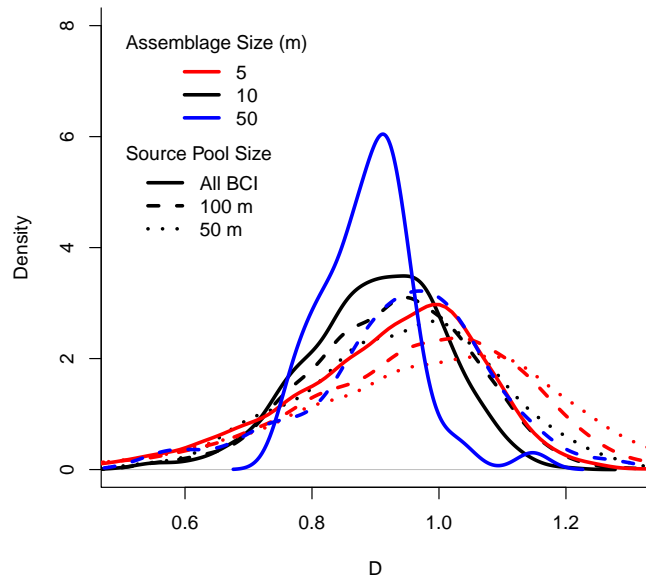 Assemblage Size (m)
5
10
50
Source Pool Size
All BCI
100 m
50 m
Density
8
6
4
2
0
0.6 0.8 1.0 1.2
D